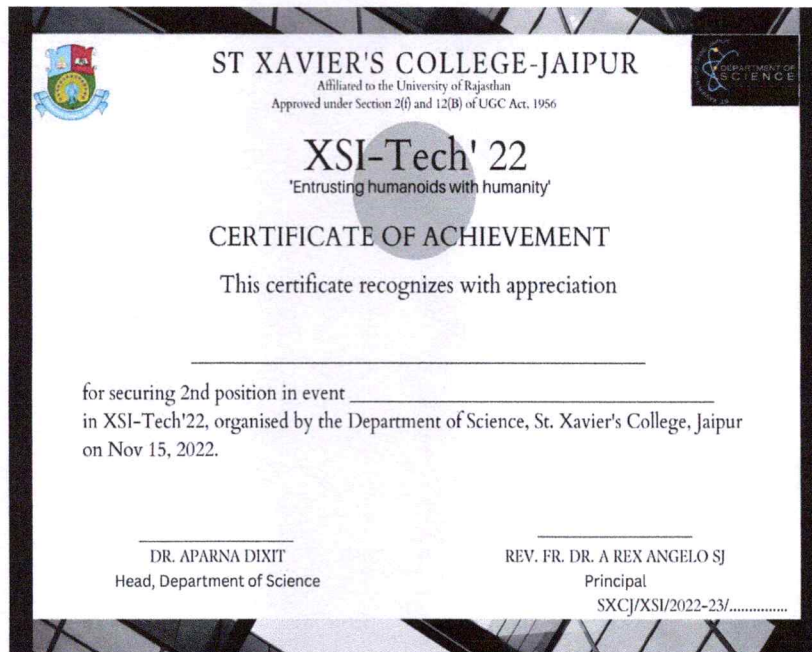 ST XAVIER'S COLLEGE-JAIPUR
Affiliated to the University of Rajasthan
Approved under Section 2(f) and 12(B) of UGC Act, 1956
DEPARTMENT OF
SCIENCE
XSI-Tech' 22
'Entrusting humanoids with humanity'
CERTIFICATE OF ACHIEVEMENT
This certificate recognizes with appreciation
for securing 2nd position in event ____________________
in XSI-Tech'22, organised by the Department of Science, St. Xavier's College, Jaipur
on Nov 15, 2022.
DR. APARNA DIXIT
Head, Department of Science
REV. FR. DR. A REX ANGELO SJ
Principal
SXCJ/XSI/2022-23/...............